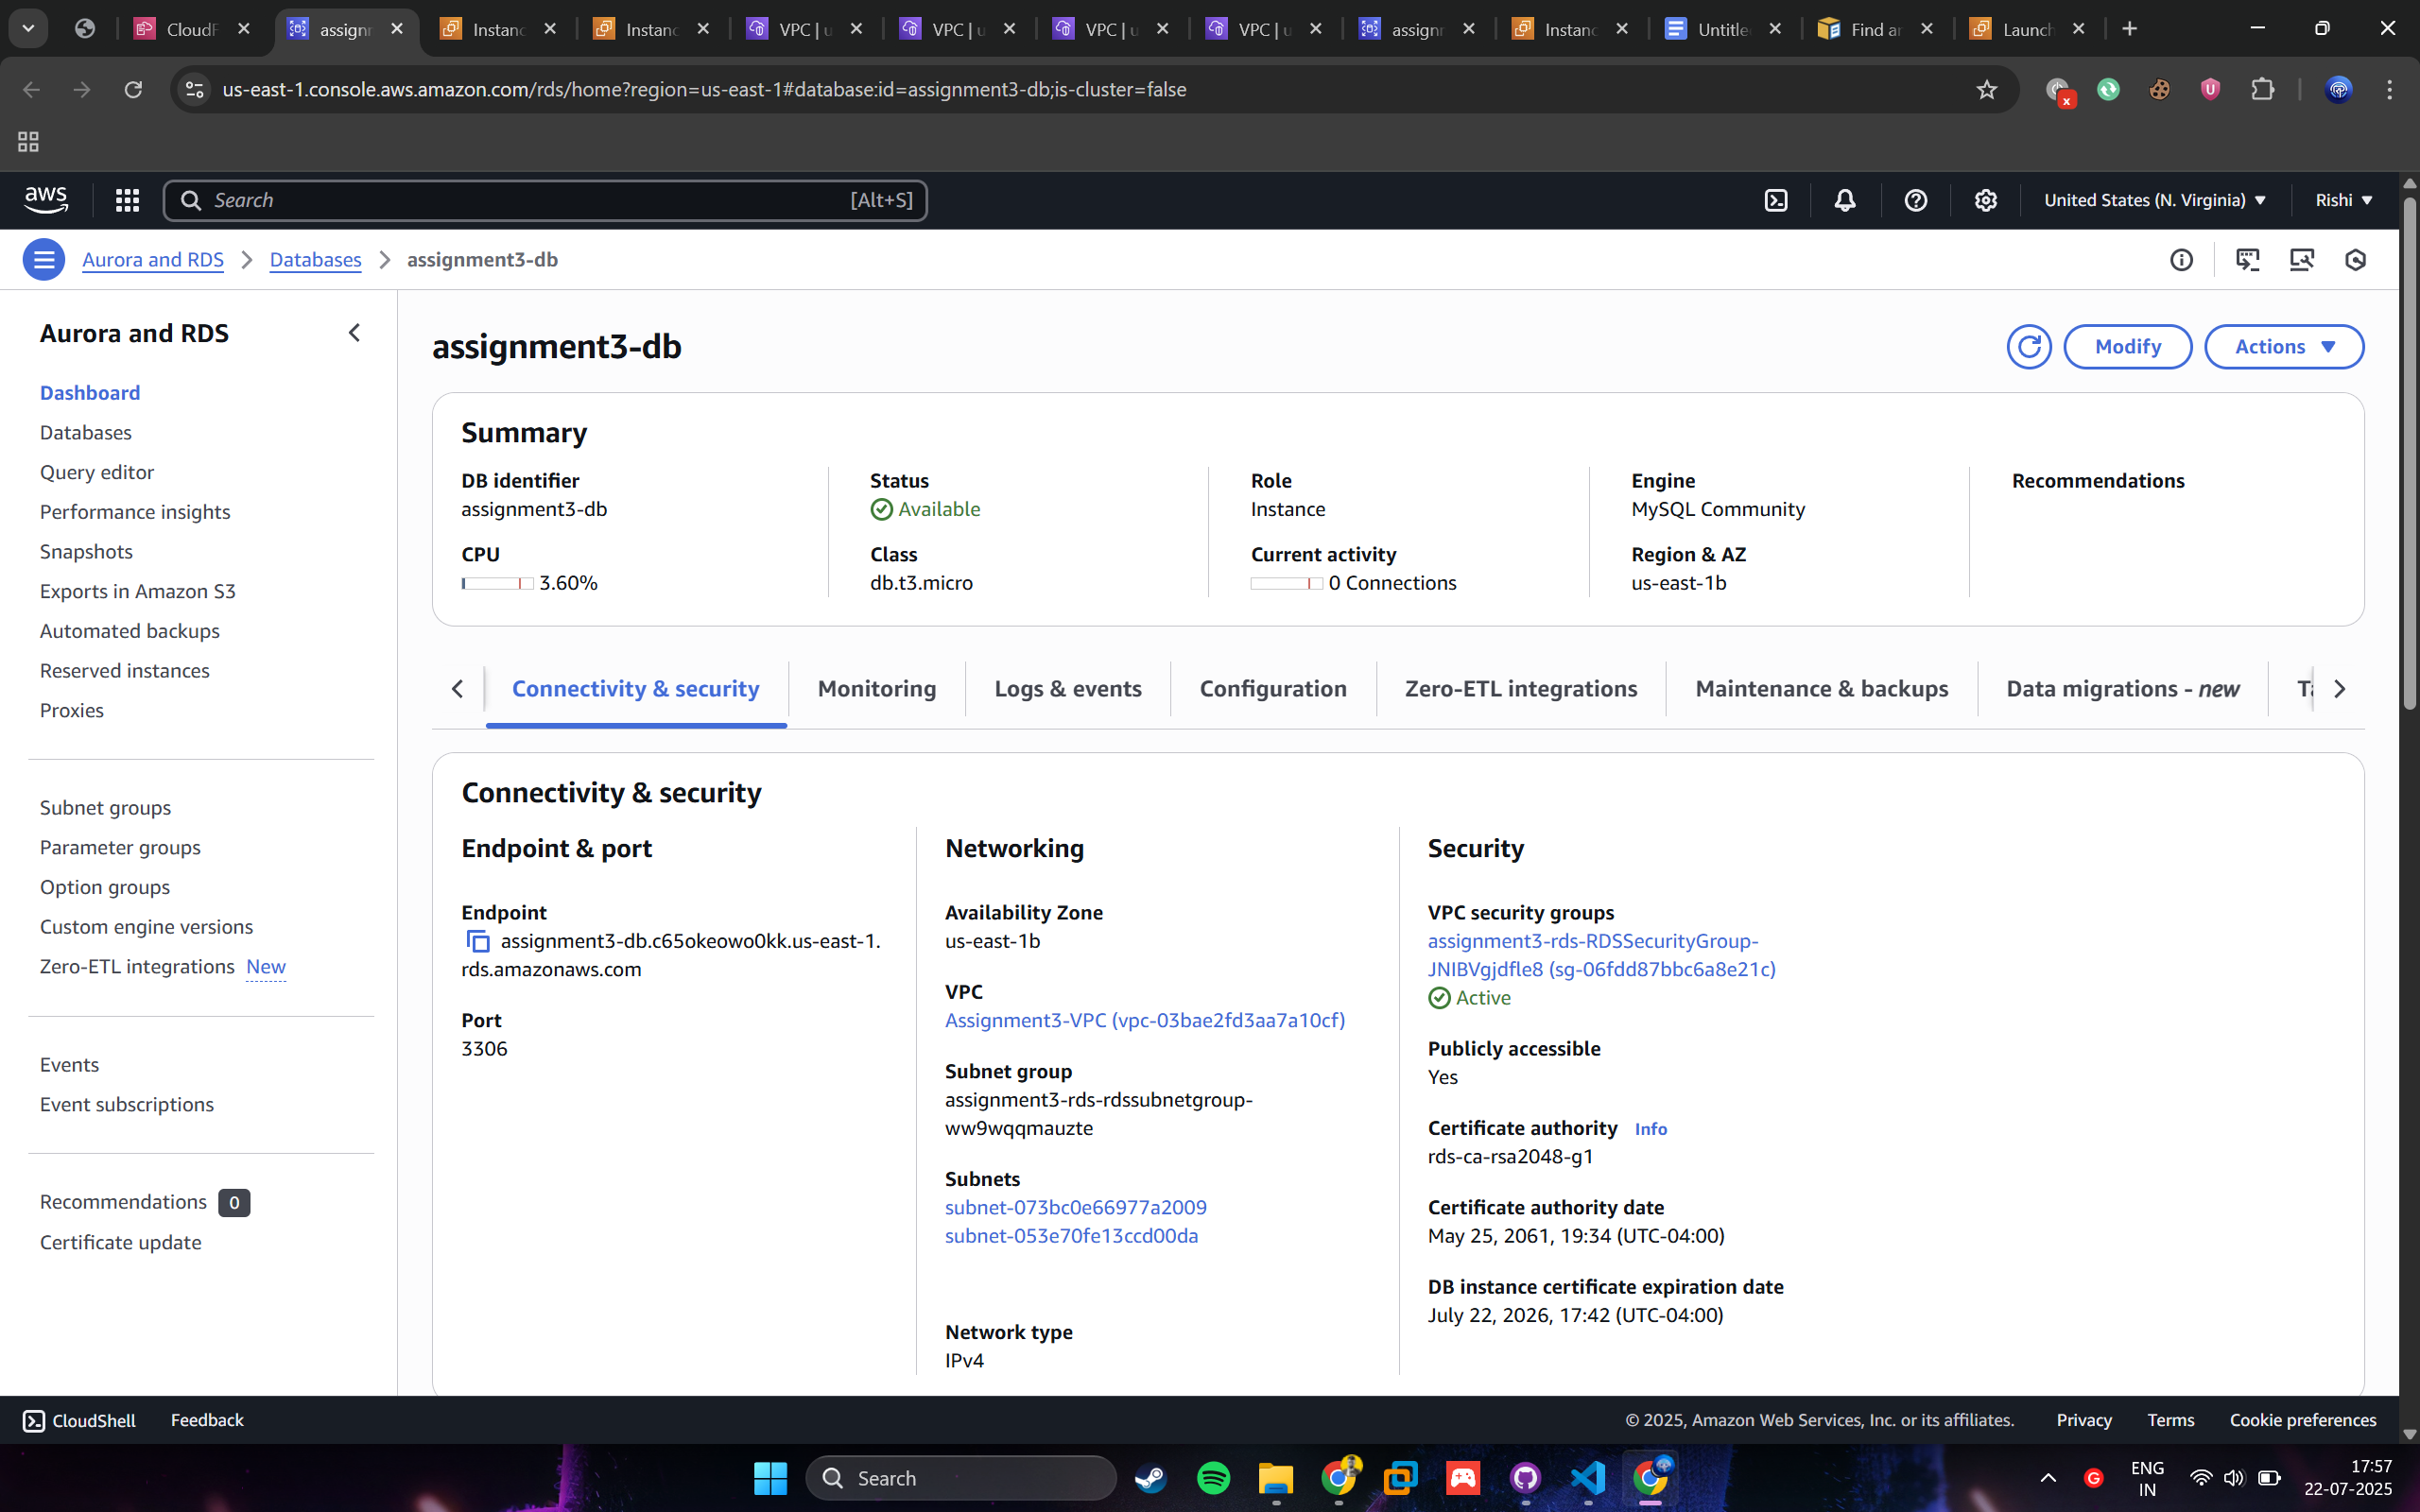 CloudF
assignr
Instanc
Instanc
VPC | u
VPC | u
VPC | u
VPC | u
assignr
Instanc
Untitle
Find ar
Launch
us-east-1.console.aws.amazon.com/rds/home?region=us-east-1#database:id=assignment3-db;is-cluster=false
aws
Search
[Alt+S]
United States (N. Virginia)
Rishi
Aurora and RDS
Databases
assignment3-db
Aurora and RDS
Dashboard
Databases
Query editor
Performance insights
Snapshots
Exports in Amazon S3
Automated backups
Reserved instances
Proxies
Subnet groups
Parameter groups
Option groups
Custom engine versions
Zero-ETL integrations New
Events
Event subscriptions
Recommendations 0
Certificate update
assignment3-db
Modify
Actions
Summary
DB identifier
assignment3-db
CPU
3.60%
Status
Available
Class
db.t3.micro
Role
Instance
Current activity
0 Connections
Engine
MySQL Community
Region & AZ
us-east-1b
Recommendations
Connectivity & security
Monitoring
Logs & events
Configuration
Zero-ETL integrations
Maintenance & backups
Data migrations - new
Connectivity & security
Endpoint & port
Endpoint
assignment3-db.c65okeowo0kk.us-east-1.
rds.amazonaws.com
Port
3306
Networking
Availability Zone
us-east-1b
VPC
Assignment3-VPC (vpc-03bae2fd3aa7a10cf)
Subnet group
assignment3-rds-rdssubnetgroup-
ww9wqqmauzte
Subnets
subnet-073bc0e66977a2009
subnet-053e70fe13ccd00da
Network type
IPv4
Security
VPC security groups
assignment3-rds-RDSSecurityGroup-
JNIBVgjdfle8 (sg-06fdd87bbc6a8e21c)
Active
Publicly accessible
Yes
Certificate authority Info
rds-ca-rsa2048-g1
Certificate authority date
May 25, 2061, 19:34 (UTC-04:00)
DB instance certificate expiration date
July 22, 2026, 17:42 (UTC-04:00)
CloudShell
Feedback
© 2025, Amazon Web Services, Inc. or its affiliates.
Privacy
Terms
Cookie preferences
Search
ENG
IN
17:57
22-07-2025